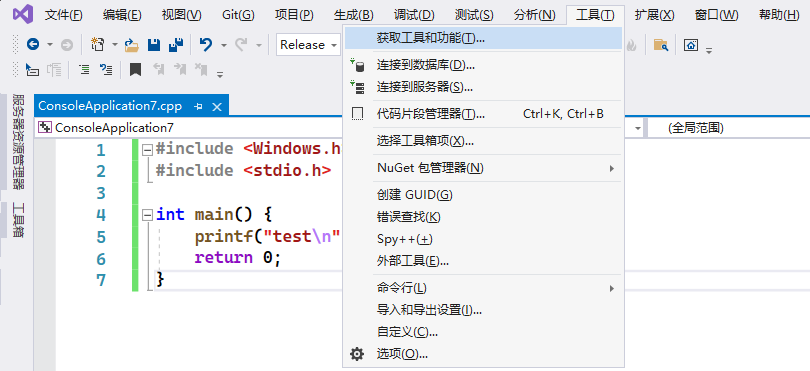 文件(F) 编辑(E) 视图(V) Git(G) 项目(P) 生成(B) 调试(D) 测试(S) 分析(N) 工具(T) 扩展(X) 窗口(W) 帮助(H)
Release
获取工具和功能(T)...
连接到数据库(D)...
连接到服务器(S)...
代码片段管理器(T)... Ctrl+K, Ctrl+B
选择工具箱项(X)...
NuGet 包管理器(N)
创建 GUID(G)
错误查找(K)
Spy++(+)
外部工具(E)...
命令行(L)
导入和导出设置(I)...
自定义(C)...
选项(O)...
服务器资源管理器
工具箱
ConsoleApplication7.cpp
ConsoleApplication7 (全局范围)
1 #include <Windows.h
2 #include <stdio.h>
3
4 int main() {
5 printf("test\n"
6 return 0;
7 }